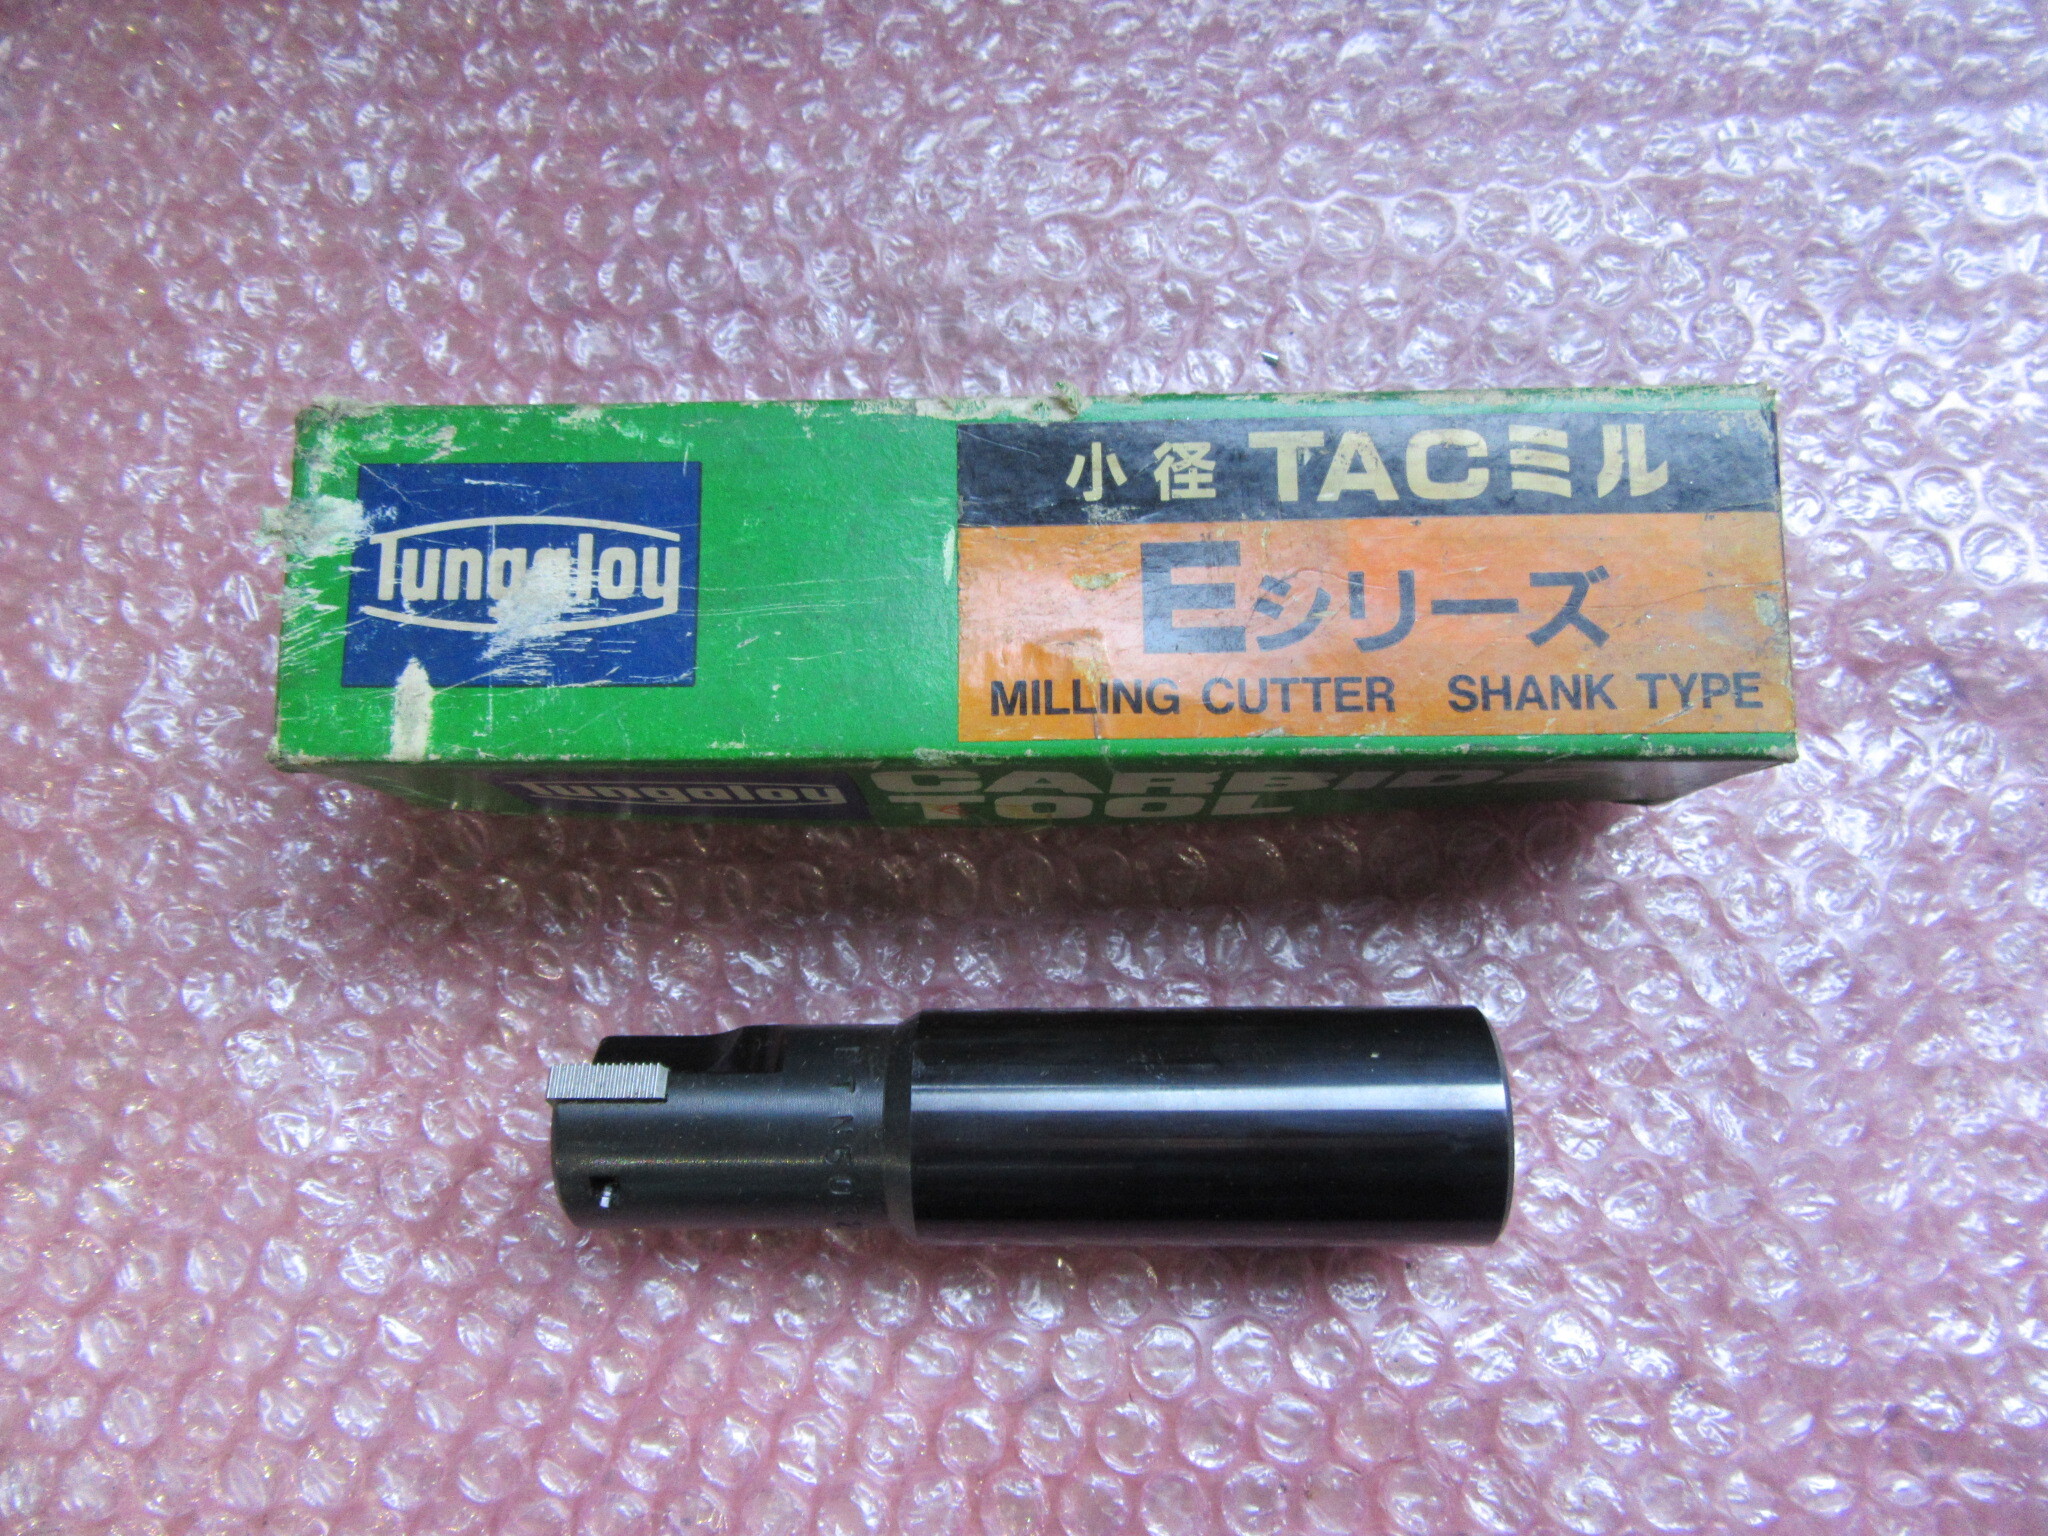 Tungaloy
小径 TACミル
Eシリーズ
MILLING CUTTER SHANK TYPE
Tungaloy
CARBIDE
TOOL